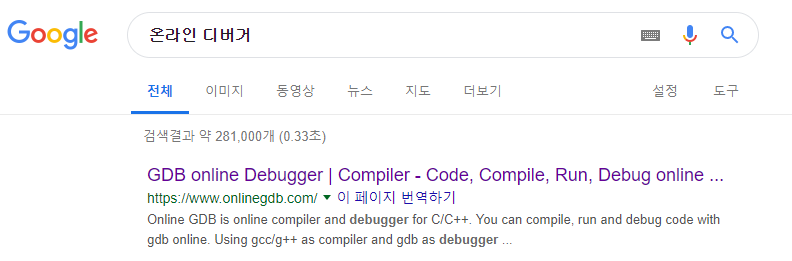 Google 온라인 디버거
전체 이미지 동영상 뉴스 지도 더보기 설정 도구
검색결과 약 281,000개 (0.33초)
GDB online Debugger | Compiler - Code, Compile, Run, Debug online ...
https://www.onlinegdb.com/ 이 페이지 번역하기
Online GDB is online compiler and debugger for C/C++. You can compile, run and debug code with
gdb online. Using gcc/g++ as compiler and gdb as debugger ...